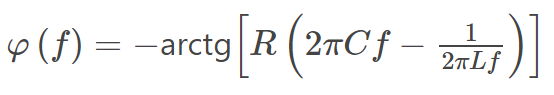 φ(f) = −arctg[R(2πCf − 1/(2πLf))]